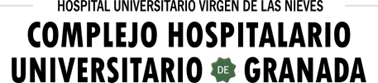 HOSPITAL UNIVERSITARIO VIRGEN DE LAS NIEVES
COMPLEJO HOSPITALARIO
UNIVERSITARIO DE GRANADA